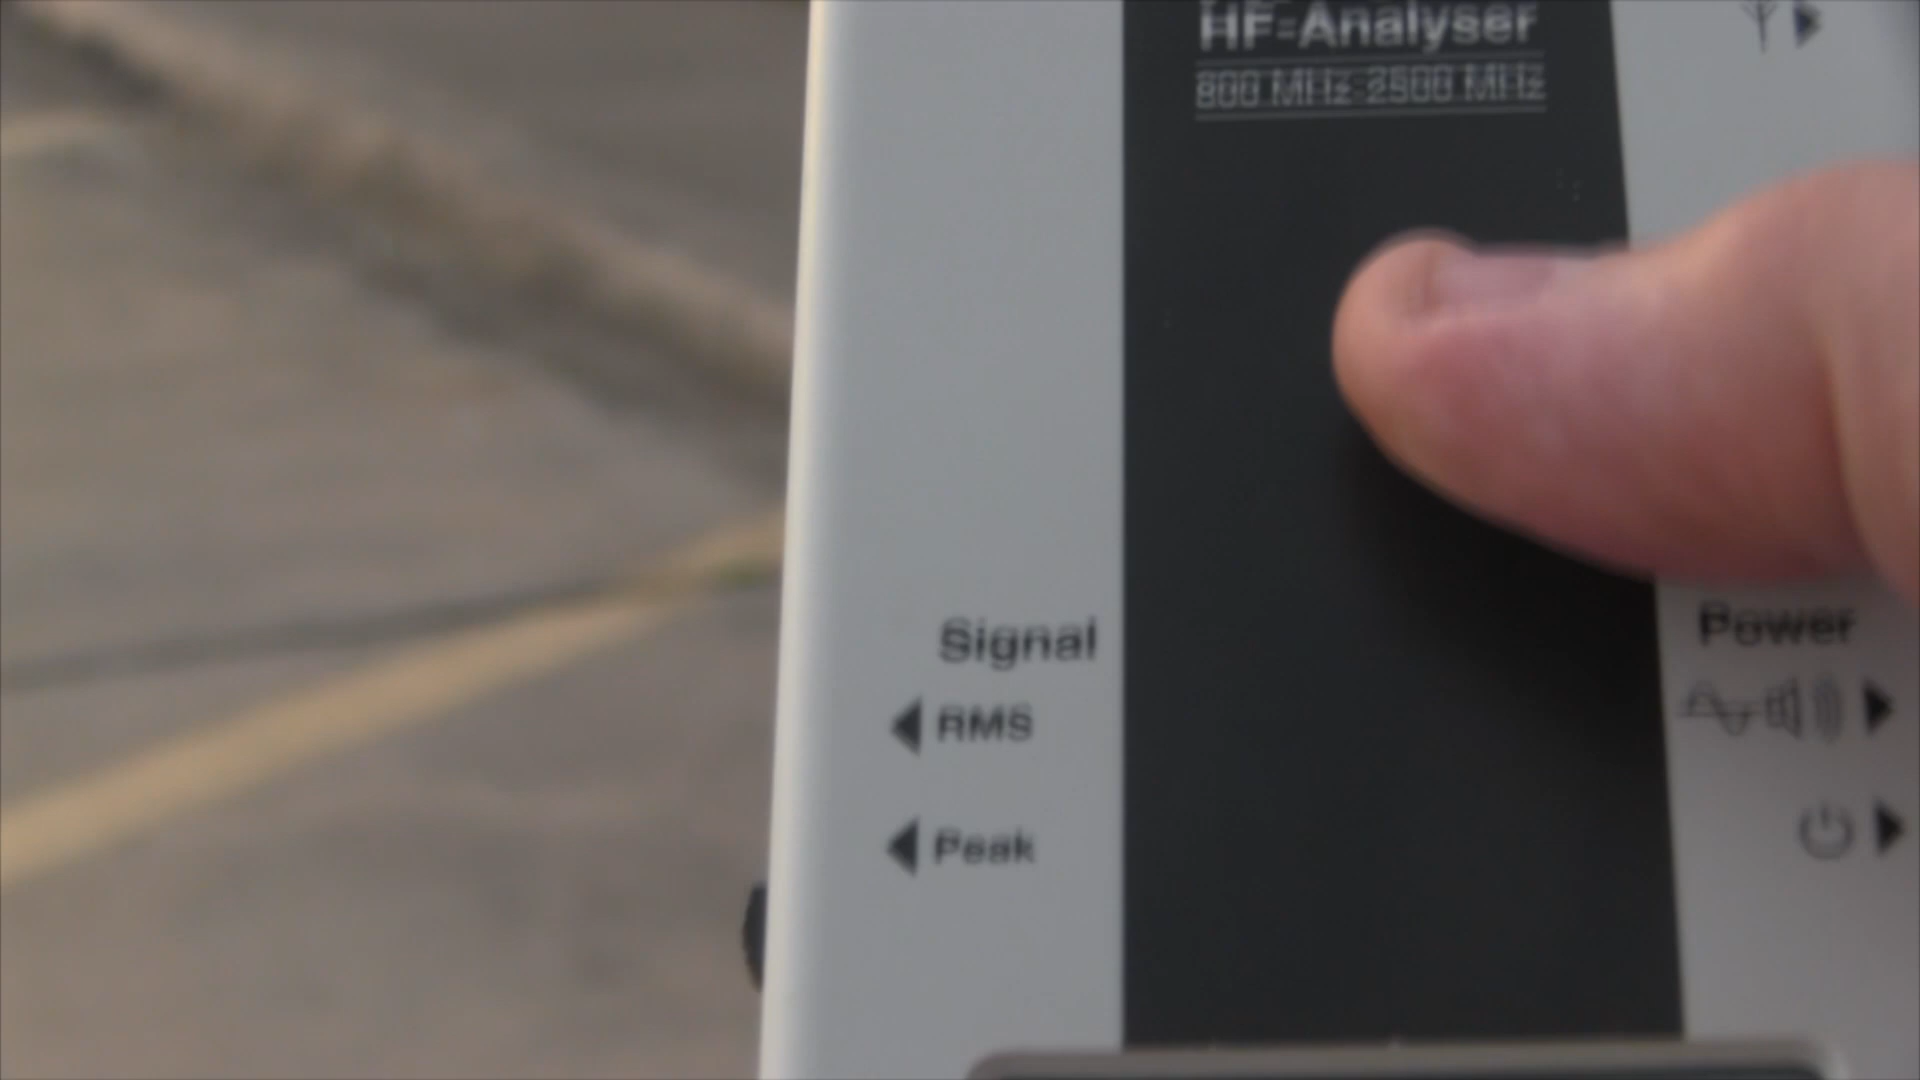 HF-Analyser
800 MHz-2500 MHz
Signal
RMS
Peak
Power